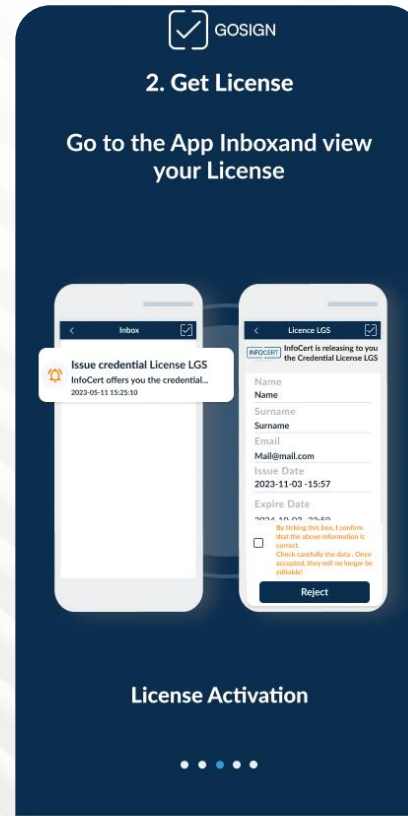 GOSIGN
2. Get License
Go to the App Inboxand view
your License
Inbox
Issue credential License LGS
InfoCert offers you the credential...
2023-05-11 15:25:10
Licence LGS
INFOCERT
InfoCert is releasing to you
the Credential License LGS
Name
Name
Surname
Surname
Email
Mail@mail.com
Issue Date
2023-11-03 -15:57
Expire Date
By ticking this box, I confirm
that the above information is
correct.
Check carefully the data . Once
accepted, they will no longer be
editable!
Reject
License Activation